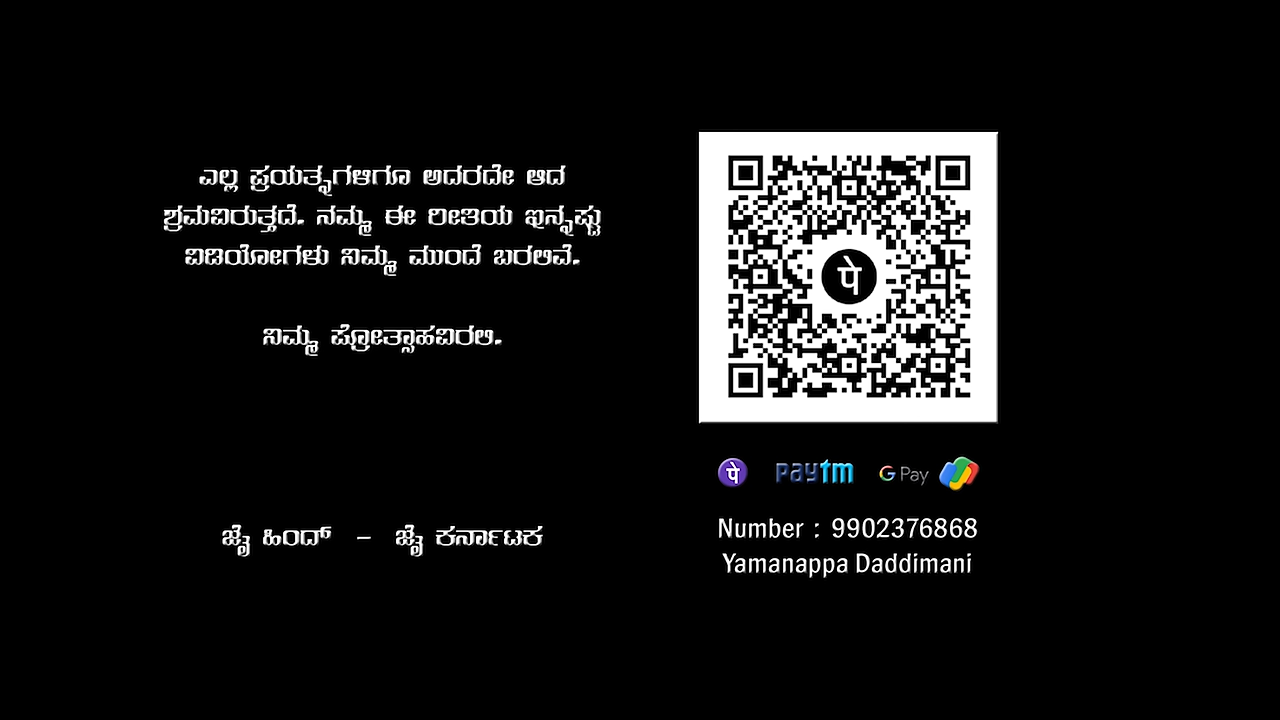 ಎಲ್ಲ ಪ್ರಯತ್ನಗಳಿಗೂ ಅದರದೇ ಆದ
ಶ್ರಮವಿರುತ್ತದೆ. ನಮ್ಮ ಈ ರೀತಿಯ ಇನ್ನಷ್ಟು
ವಿಡಿಯೋಗಳು ನಿಮ್ಮ ಮುಂದೆ ಬರಲಿವೆ.
ನಿಮ್ಮ ಪ್ರೋತ್ಸಾಹವಿರಲಿ.
ಜೈ ಹಿಂದ್ - ಜೈ ಕರ್ನಾಟಕ
पे
पे paytm G Pay
Number : 9902376868
Yamanappa Daddimani